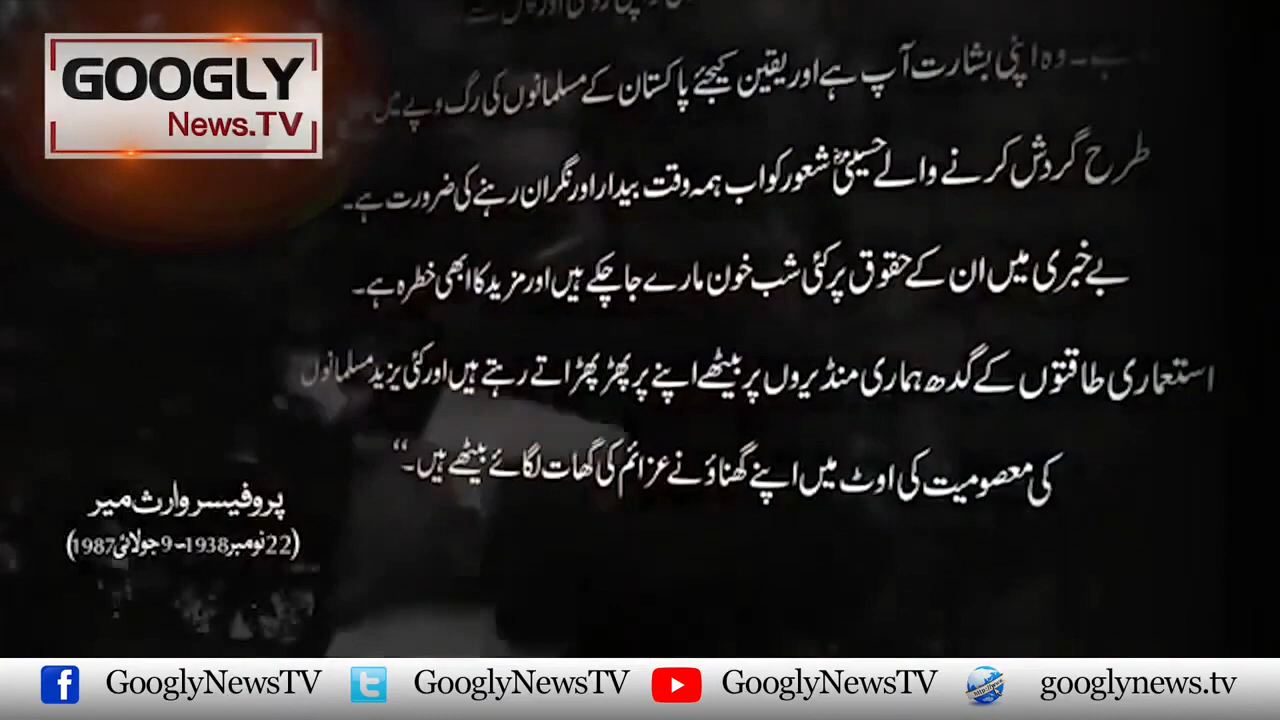 GOOGLY
News.TV
ہے۔ وہ اپنی بشارت آپ ہے اور یقین کیجئے پاکستان کے مسلمانوں کی رگ و پے میں
طرح گردش کرنے والے حسینیؓ شعور کو اب ہمہ وقت بیدار اور نگران رہنے کی ضرورت ہے۔
بے خبری میں ان کے حقوق پر کئی شب خون مارے جا چکے ہیں اور مزید کا ابھی خطرہ ہے۔
استعماری طاقتوں کے گدھ ہماری منڈیروں پر بیٹھے اپنے پر پھڑپھڑاتے رہتے ہیں اور کئی یزید مسلمانوں
کی معصومیت کی اوٹ میں اپنے گھناؤنے عزائم کی گھات لگائے بیٹھے ہیں۔“
پروفیسر وارث میر
(22 نومبر 1938 – 9 جولائی 1987)
GooglyNewsTV GooglyNewsTV GooglyNewsTV googlynews.tv